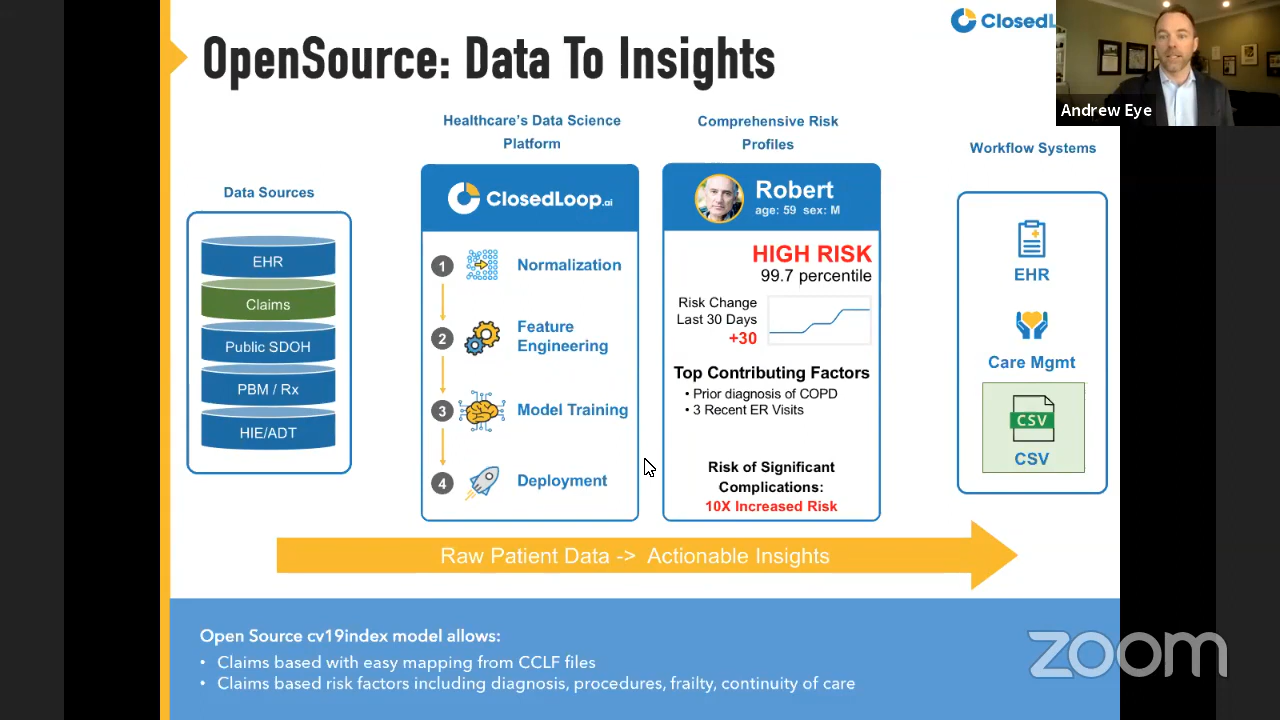 OpenSource: Data To Insights
ClosedL
Andrew Eye
Data Sources
EHR
Claims
Public SDOH
PBM / Rx
HIE/ADT
Healthcare's Data Science
Platform
ClosedLoop.ai
1 Normalization
2 Feature
Engineering
3 Model Training
4 Deployment
Comprehensive Risk
Profiles
Robert
age: 59 sex: M
HIGH RISK
99.7 percentile
Risk Change
Last 30 Days
+30
Top Contributing Factors
• Prior diagnosis of COPD
• 3 Recent ER Visits
Risk of Significant
Complications:
10X Increased Risk
Workflow Systems
EHR
Care Mgmt
CSV
CSV
Raw Patient Data -> Actionable Insights
Open Source cv19index model allows:
• Claims based with easy mapping from CCLF files
• Claims based risk factors including diagnosis, procedures, frailty, continuity of care
zoom